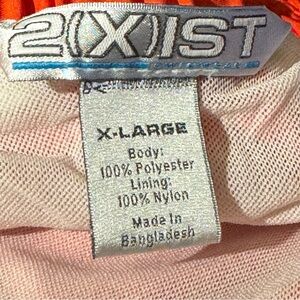 2(X)IST
X-LARGE
Body:
100% Polyester
Lining:
100% Nylon
Made In
Bangladesh